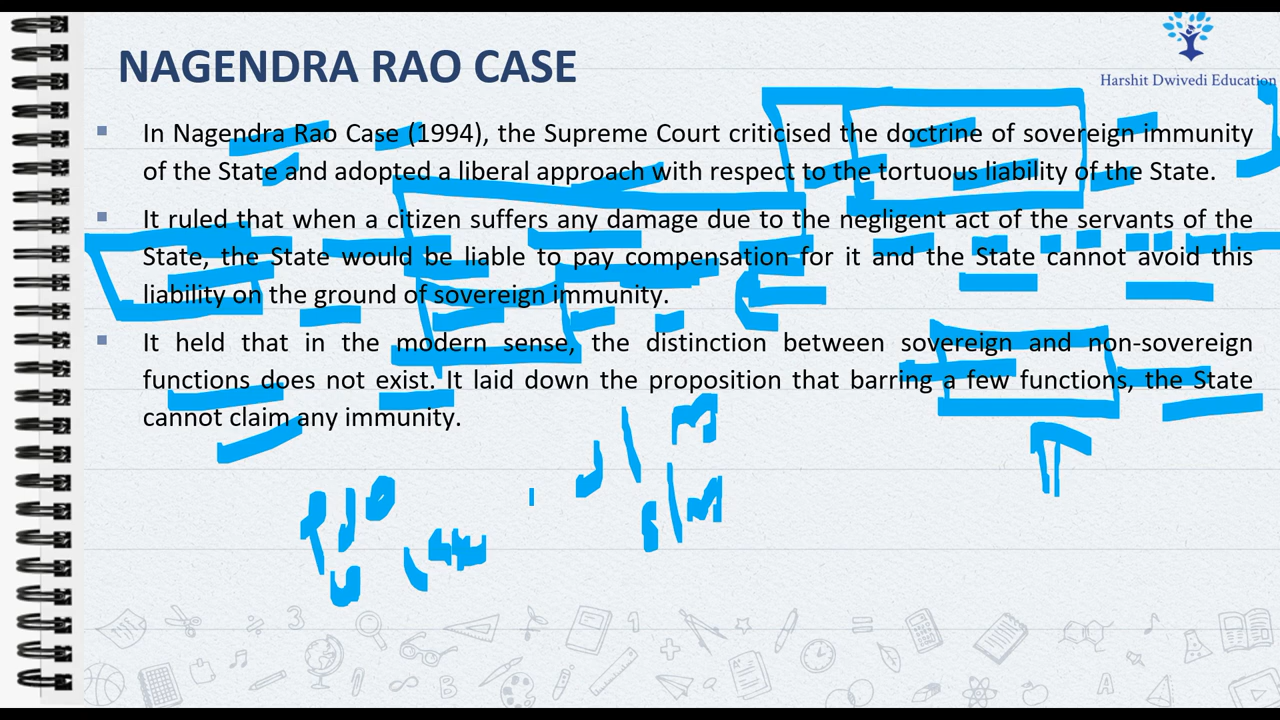 Harshit Dwivedi Education
NAGENDRA RAO CASE
In Nagendra Rao Case (1994), the Supreme Court criticised the doctrine of sovereign immunity
of the State and adopted a liberal approach with respect to the tortuous liability of the State.
It ruled that when a citizen suffers any damage due to the negligent act of the servants of the
State, the State would be liable to pay compensation for it and the State cannot avoid this
liability on the ground of sovereign immunity.
It held that in the modern sense, the distinction between sovereign and non-sovereign
functions does not exist. It laid down the proposition that barring a few functions, the State
cannot claim any immunity.